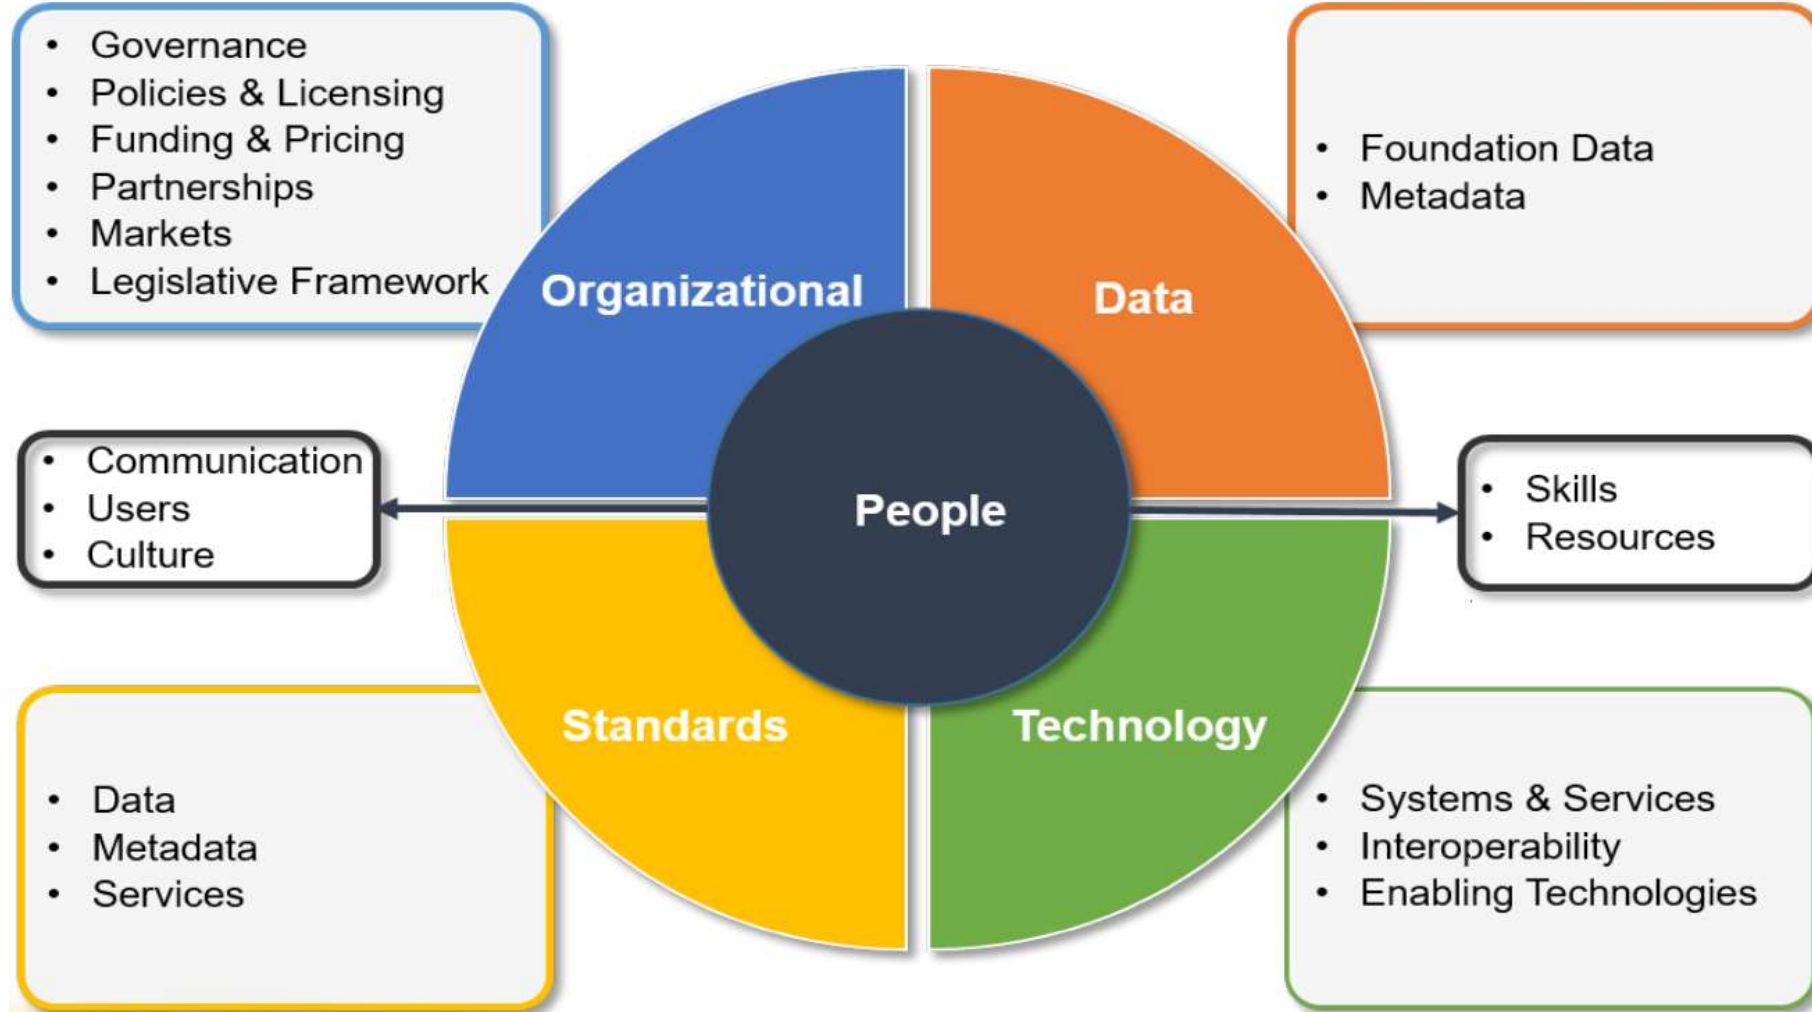 • Governance
• Policies & Licensing
• Funding & Pricing
• Partnerships
• Markets
• Legislative Framework
• Foundation Data
• Metadata
Organizational
Data
• Communication
• Users
• Culture
People
• Skills
• Resources
Standards
Technology
• Data
• Metadata
• Services
• Systems & Services
• Interoperability
• Enabling Technologies